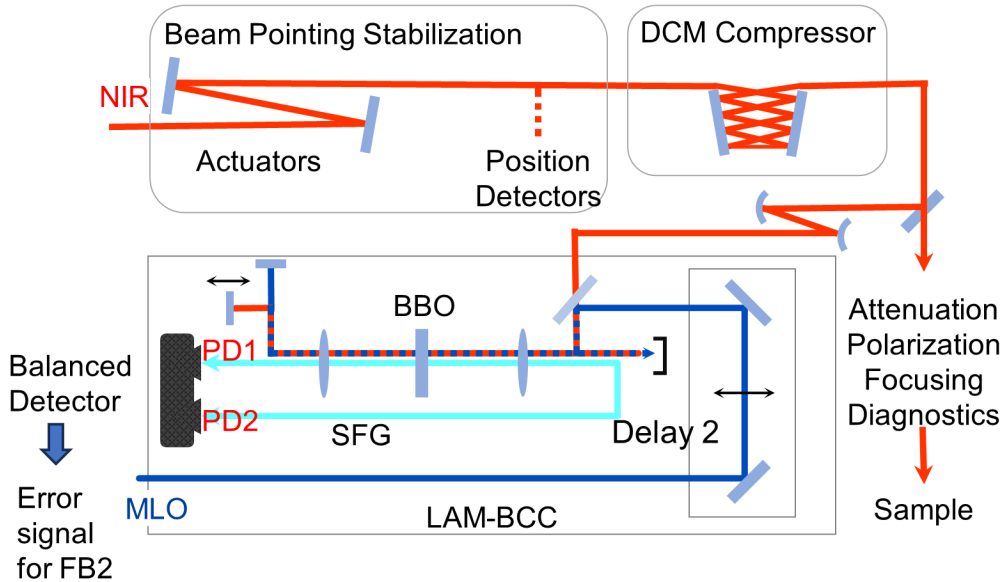 Beam Pointing Stabilization
DCM Compressor
NIR
Actuators
Position
Detectors
BBO
PD1
PD2
SFG
Delay 2
MLO
LAM-BCC
Balanced
Detector
Error
signal
for FB2
Attenuation
Polarization
Focusing
Diagnostics
Sample